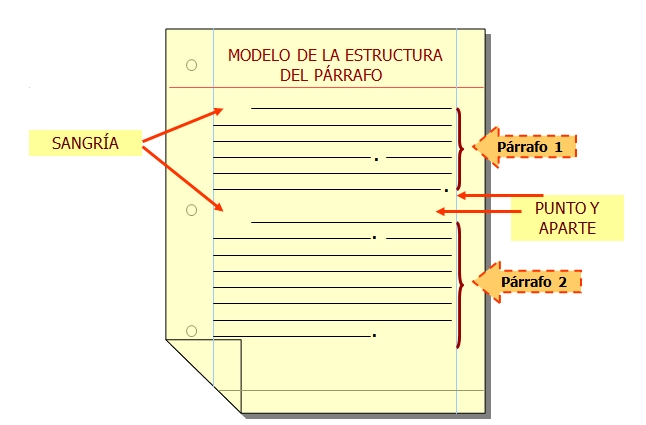 MODELO DE LA ESTRUCTURA
DEL PÁRRAFO
SANGRÍA
Párrafo 1
PUNTO Y
APARTE
Párrafo 2